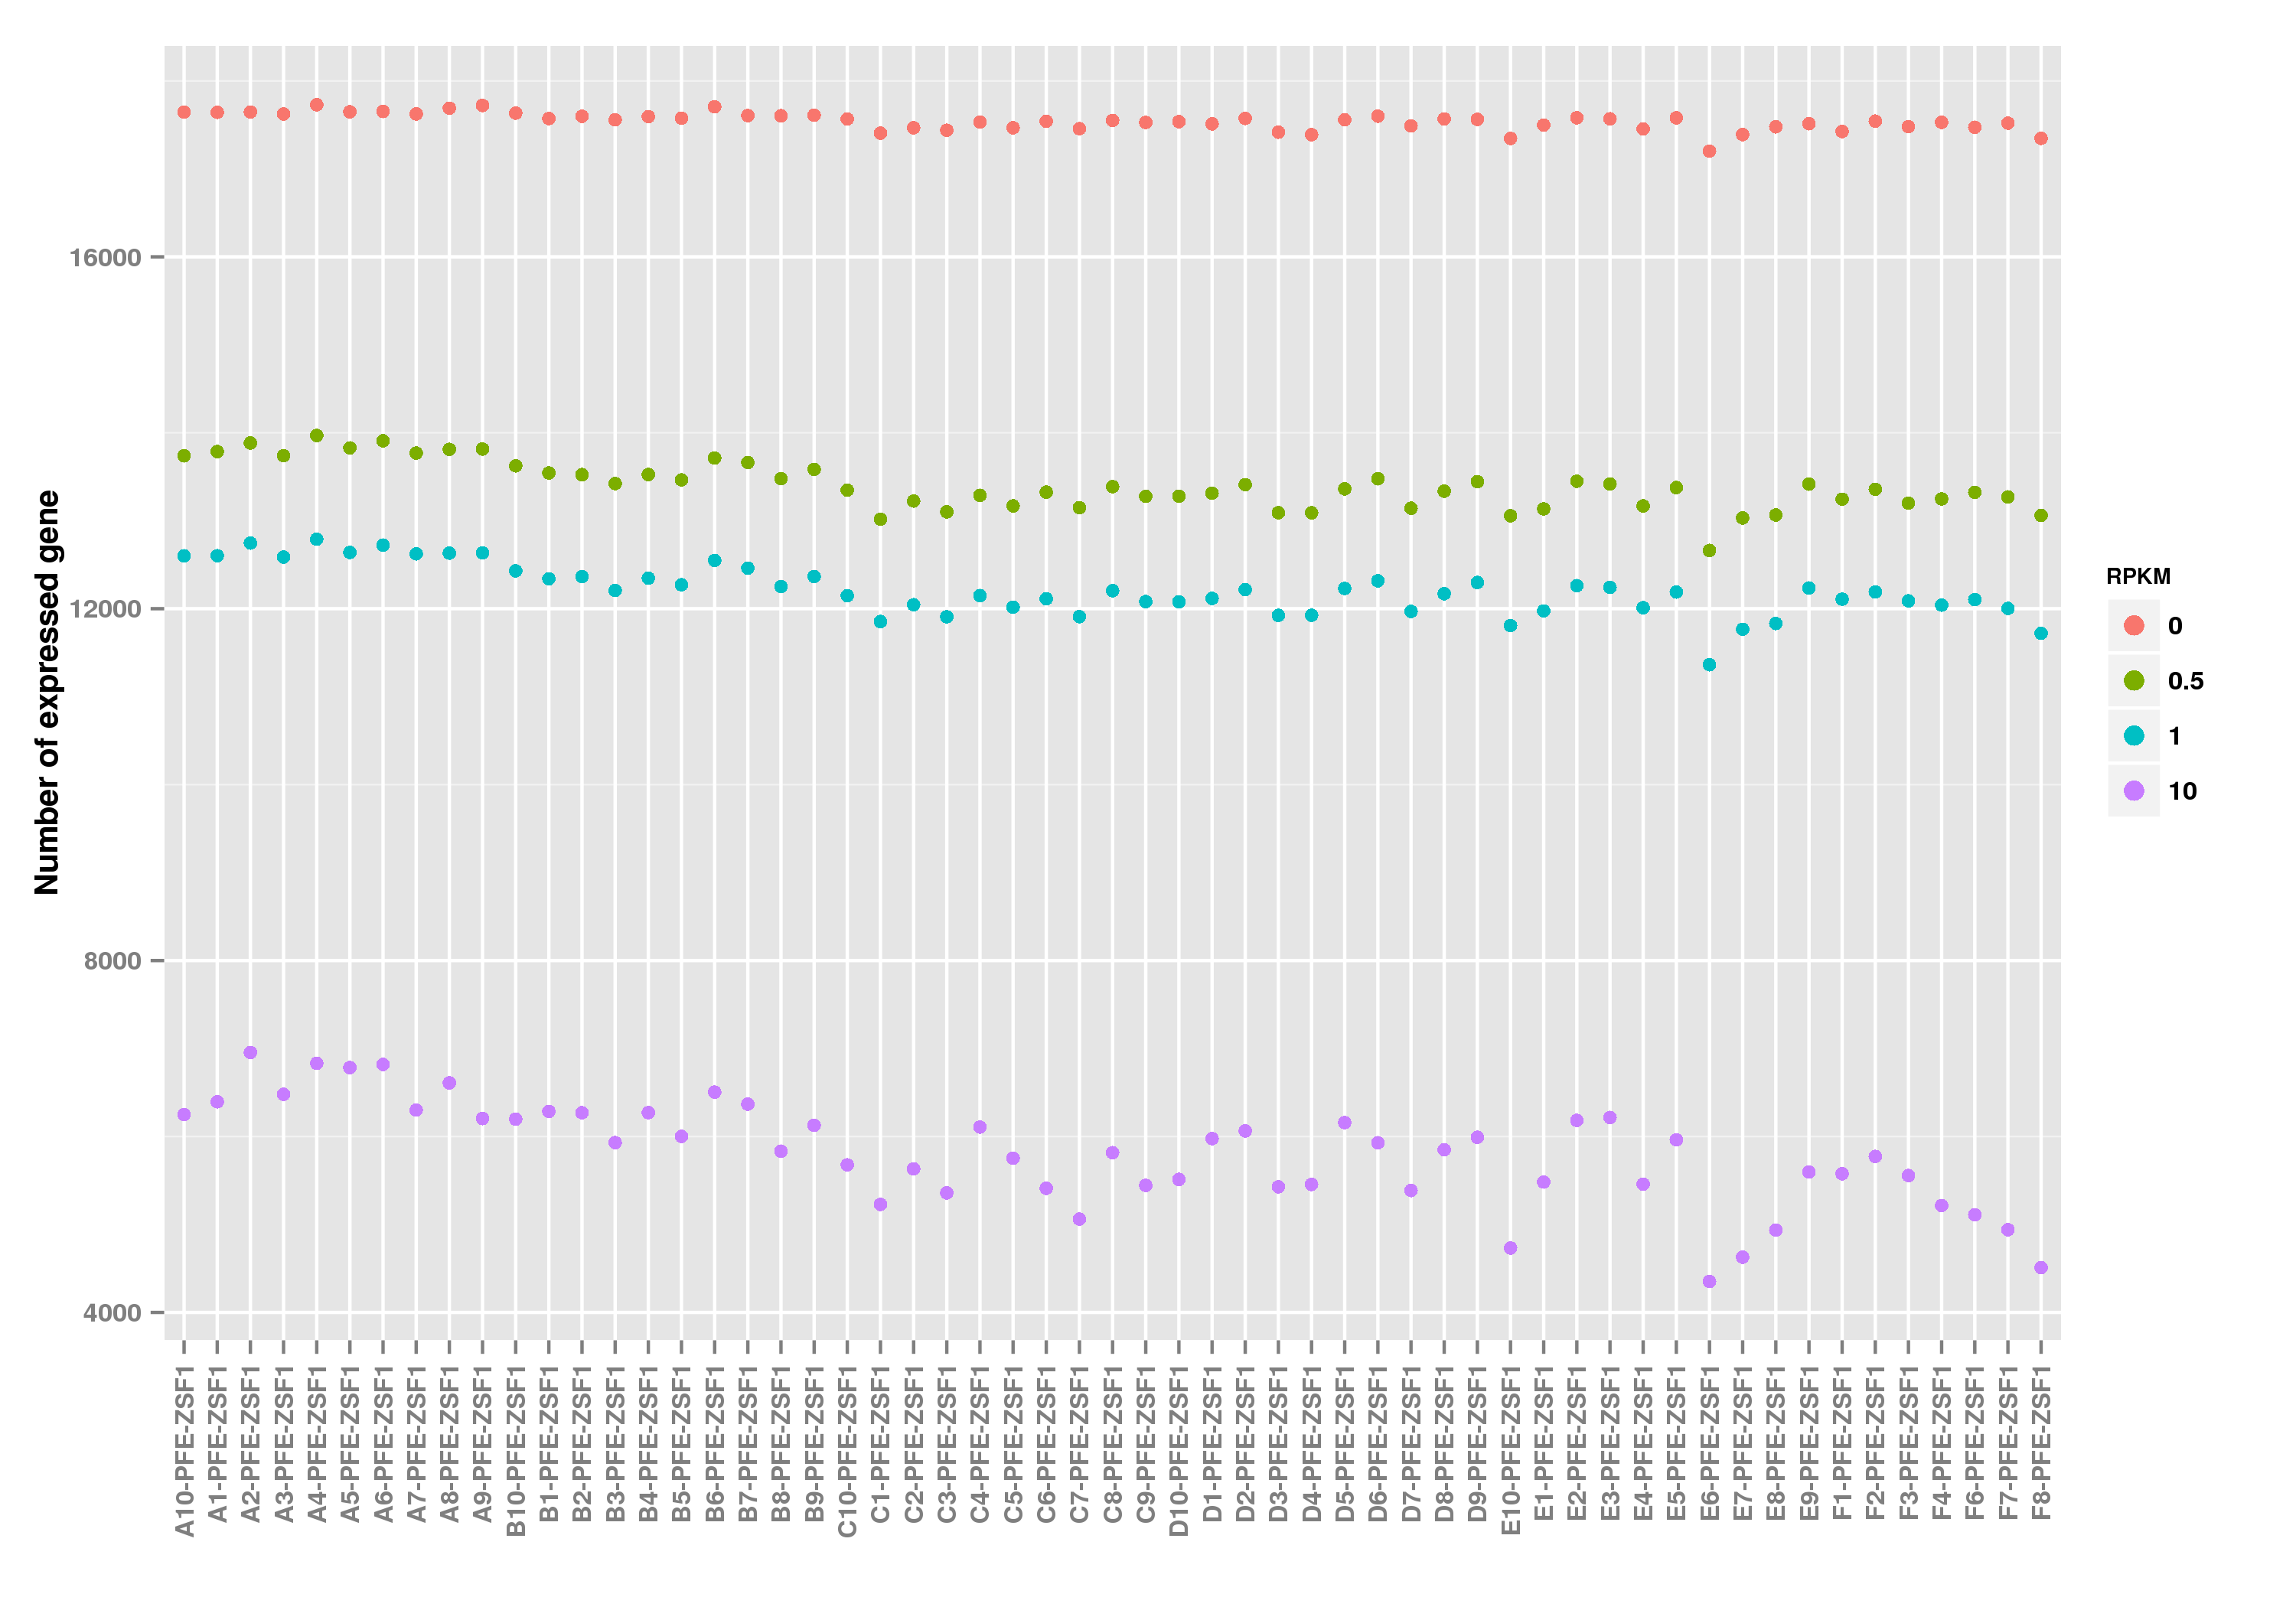 Number of expressed gene
16000
12000
8000
4000
A10-PFE-ZSF1
A1-PFE-ZSF1
A2-PFE-ZSF1
A3-PFE-ZSF1
A4-PFE-ZSF1
A5-PFE-ZSF1
A6-PFE-ZSF1
A7-PFE-ZSF1
A8-PFE-ZSF1
A9-PFE-ZSF1
B10-PFE-ZSF1
B1-PFE-ZSF1
B2-PFE-ZSF1
B3-PFE-ZSF1
B4-PFE-ZSF1
B5-PFE-ZSF1
B6-PFE-ZSF1
B7-PFE-ZSF1
B8-PFE-ZSF1
B9-PFE-ZSF1
C10-PFE-ZSF1
C1-PFE-ZSF1
C2-PFE-ZSF1
C3-PFE-ZSF1
C4-PFE-ZSF1
C5-PFE-ZSF1
C6-PFE-ZSF1
C7-PFE-ZSF1
C8-PFE-ZSF1
C9-PFE-ZSF1
D10-PFE-ZSF1
D1-PFE-ZSF1
D2-PFE-ZSF1
D3-PFE-ZSF1
D4-PFE-ZSF1
D5-PFE-ZSF1
D6-PFE-ZSF1
D7-PFE-ZSF1
D8-PFE-ZSF1
D9-PFE-ZSF1
E10-PFE-ZSF1
E1-PFE-ZSF1
E2-PFE-ZSF1
E3-PFE-ZSF1
E4-PFE-ZSF1
E5-PFE-ZSF1
E6-PFE-ZSF1
E7-PFE-ZSF1
E8-PFE-ZSF1
E9-PFE-ZSF1
F1-PFE-ZSF1
F2-PFE-ZSF1
F3-PFE-ZSF1
F4-PFE-ZSF1
F6-PFE-ZSF1
F7-PFE-ZSF1
F8-PFE-ZSF1
RPKM
0
0.5
1
10